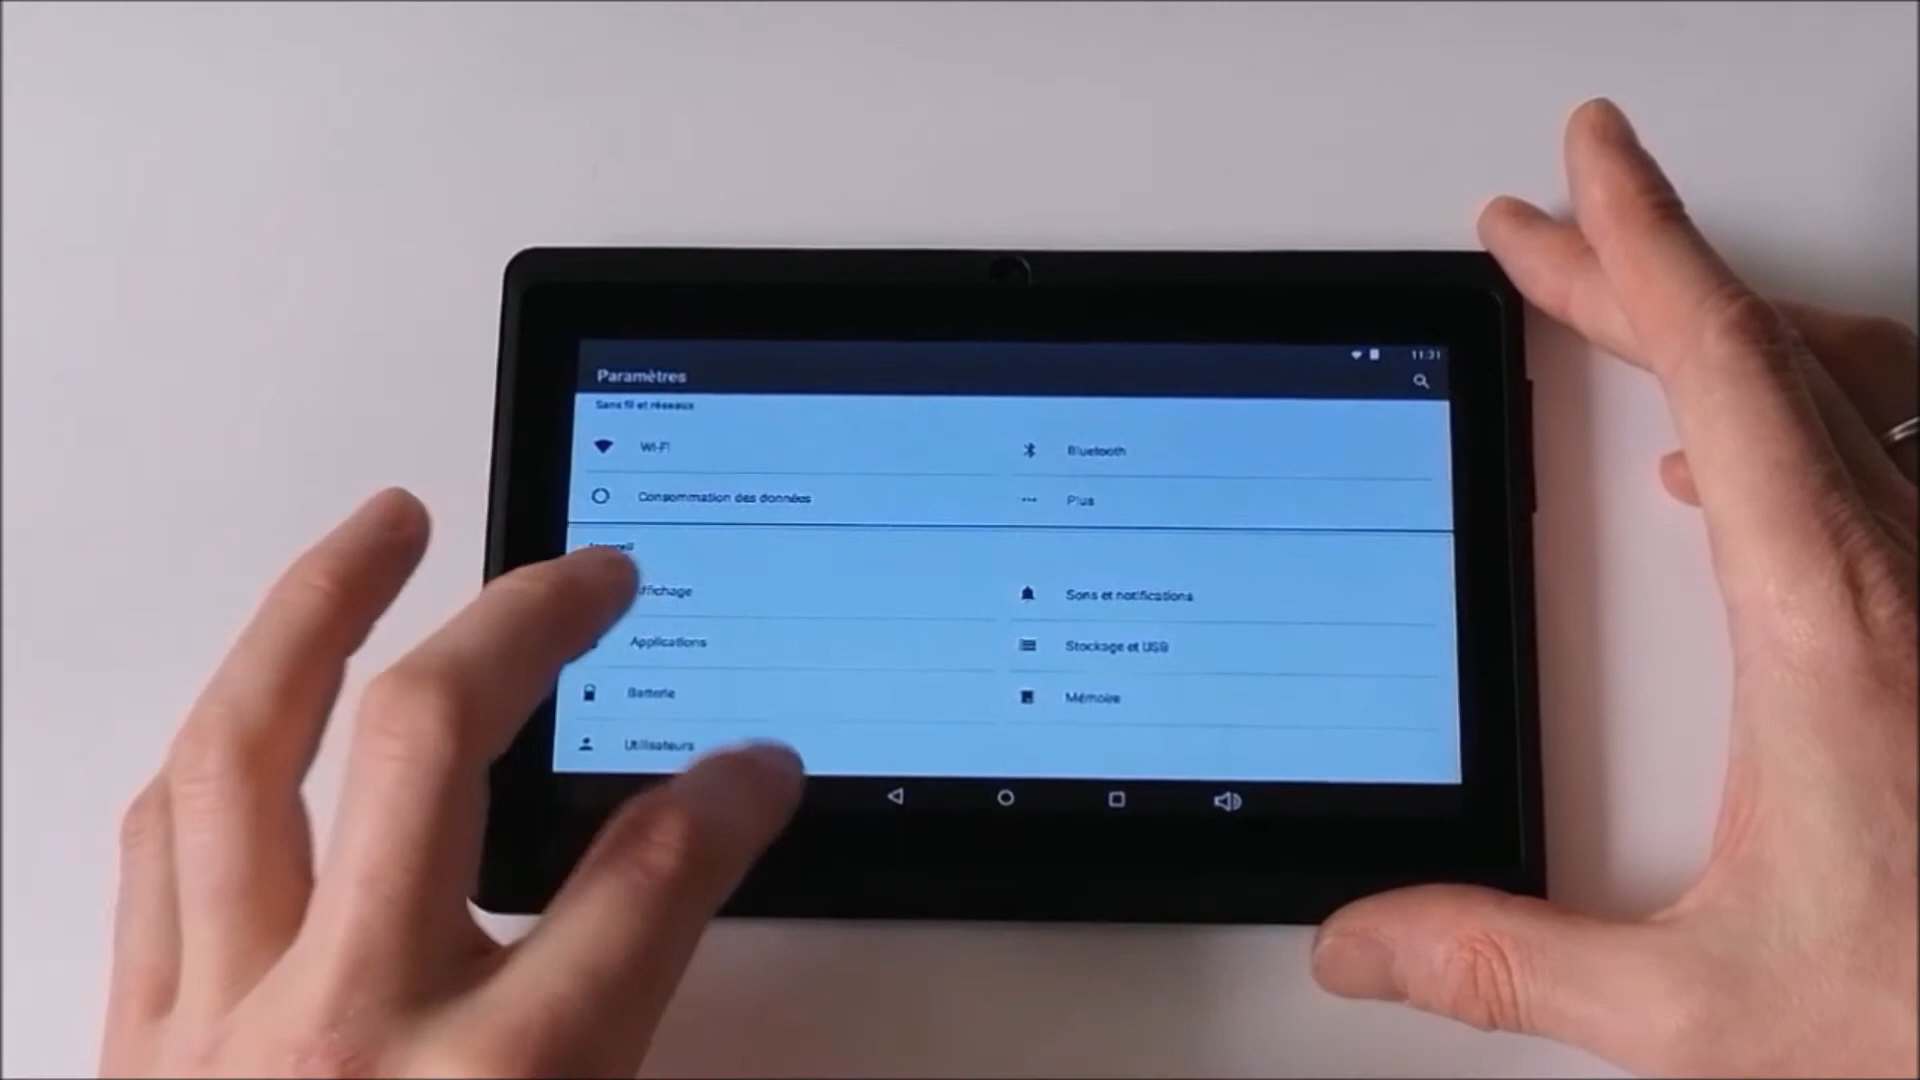 11:31
Paramètres
Sans fil et réseaux
Wi-Fi
Bluetooth
Consommation des données
Plus
Affichage
Sons et notifications
Applications
Stockage et USB
Batterie
Mémoire
Utilisateurs